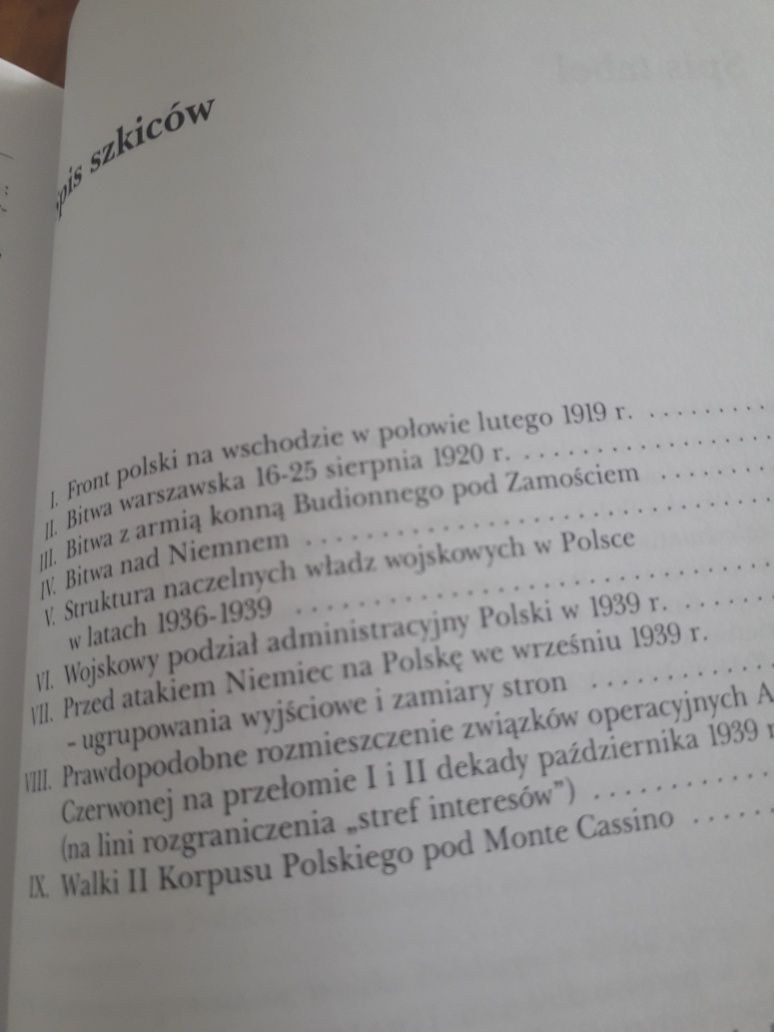 Spis szkiców
I. Front polski na wschodzie w połowie lutego 1919 r. ..........
II. Bitwa warszawska 16-25 sierpnia 1920 r. ..........
III. Bitwa z armią konną Budionnego pod Zamościem ..........
IV. Bitwa nad Niemnem ..........
V. Struktura naczelnych władz wojskowych w Polsce
w latach 1936-1939 ..........
VI. Wojskowy podział administracyjny Polski w 1939 r. ..........
VII. Przed atakiem Niemiec na Polskę we wrześniu 1939 r.
- ugrupowania wyjściowe i zamiary stron ..........
VIII. Prawdopodobne rozmieszczenie związków operacyjnych A
Czerwonej na przełomie I i II dekady października 1939 r
(na lini rozgraniczenia „stref interesów”) ..........
IX. Walki II Korpusu Polskiego pod Monte Cassino ..........
Spis tabel